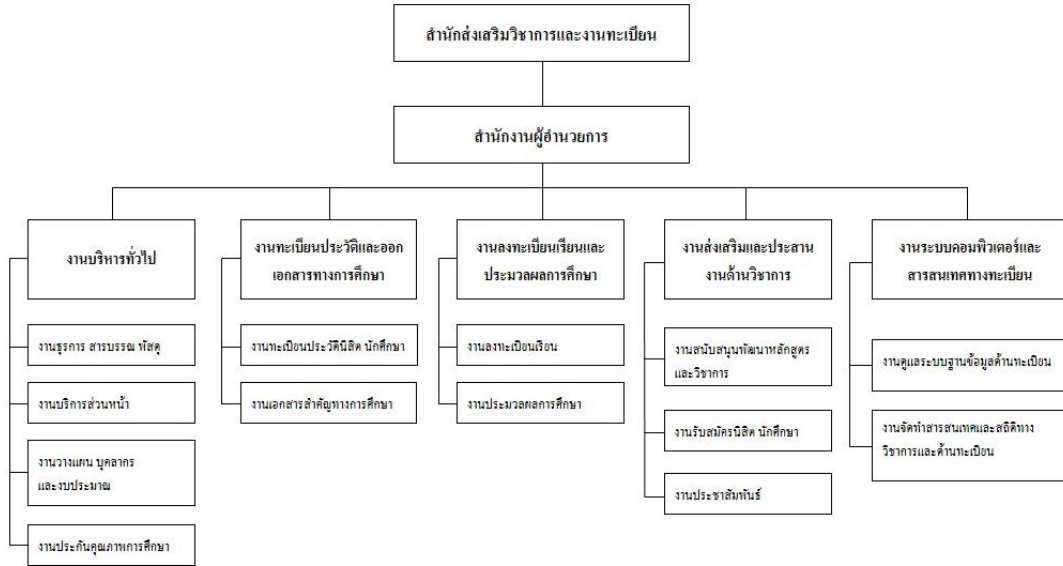 สำนักส่งเสริมวิชาการและงานทะเบียน
สำนักงานผู้อำนวยการ
งานบริหารทั่วไป
งานธุรการ สารบรรณ พัสดุ
งานบริการส่วนหน้า
งานวางแผน บุคลากร
และงบประมาณ
งานประกันคุณภาพการศึกษา
งานทะเบียนประวัติและออก
เอกสารทางการศึกษา
งานทะเบียนประวัตินิสิต นักศึกษา
งานเอกสารสำคัญทางการศึกษา
งานลงทะเบียนเรียนและ
ประมวลผลการศึกษา
งานลงทะเบียนเรียน
งานประมวลผลการศึกษา
งานส่งเสริมและประสาน
งานด้านวิชาการ
งานสนับสนุนพัฒนาหลักสูตร
และวิชาการ
งานรับสมัครนิสิต นักศึกษา
งานประชาสัมพันธ์
งานระบบคอมพิวเตอร์และ
สารสนเทศทางทะเบียน
งานดูแลระบบฐานข้อมูลด้านทะเบียน
งานจัดทำสารสนเทศและสถิติทาง
วิชาการและด้านทะเบียน